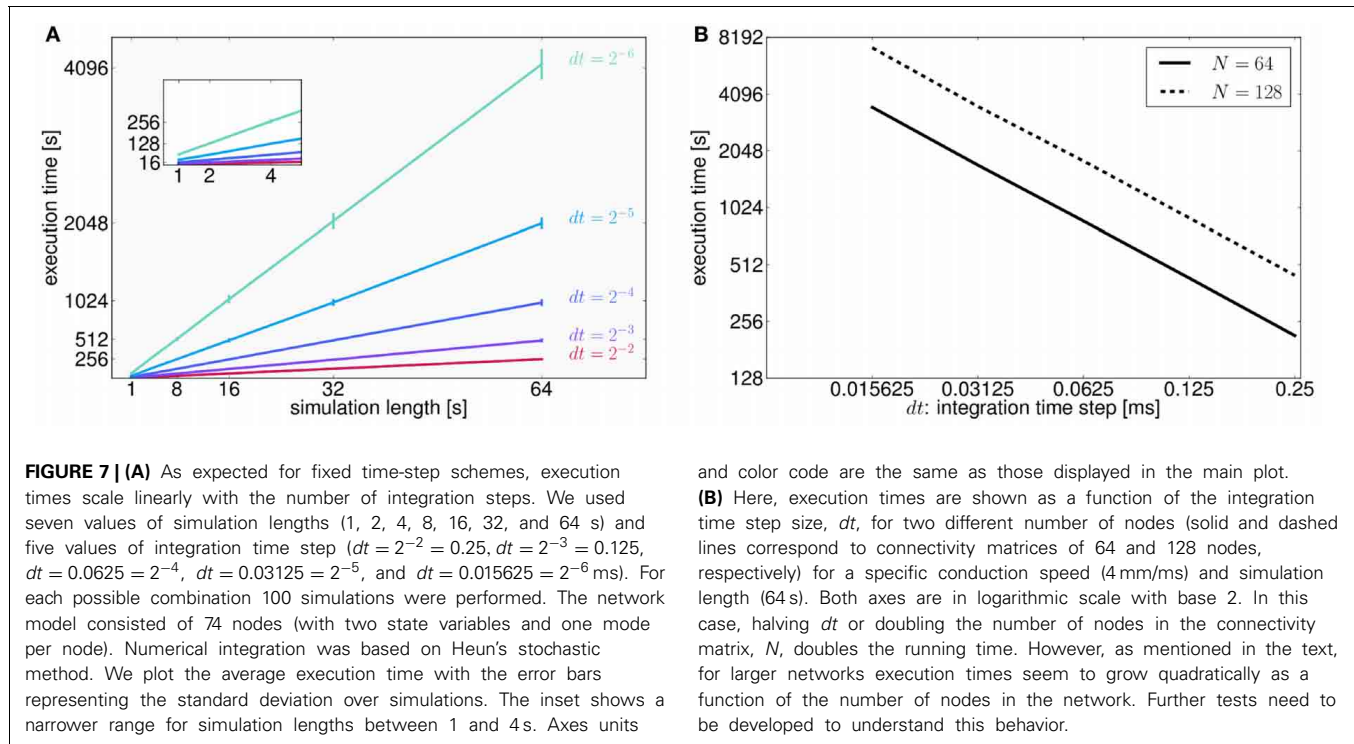 A
execution time [s]
4096
2048
1024
512
256
1
8
16
32
64
simulation length [s]
256
128
16
1
2
4
execution time [s]
dt = 2⁻⁶
dt = 2⁻⁵
dt = 2⁻⁴
dt = 2⁻³
dt = 2⁻²
B
execution time [s]
8192
4096
2048
1024
512
256
128
N = 64
N = 128
0.015625
0.03125
0.0625
0.125
0.25
dt: integration time step [ms]
FIGURE 7 | (A) As expected for fixed time-step schemes, execution
times scale linearly with the number of integration steps. We used
seven values of simulation lengths (1, 2, 4, 8, 16, 32, and 64 s) and
five values of integration time step (dt = 2⁻² = 0.25, dt = 2⁻³ = 0.125,
dt = 0.0625 = 2⁻⁴, dt = 0.03125 = 2⁻⁵, and dt = 0.015625 = 2⁻⁶ ms). For
each possible combination 100 simulations were performed. The network
model consisted of 74 nodes (with two state variables and one mode
per node). Numerical integration was based on Heun's stochastic
method. We plot the average execution time with the error bars
representing the standard deviation over simulations. The inset shows a
narrower range for simulation lengths between 1 and 4 s. Axes units
and color code are the same as those displayed in the main plot.
(B) Here, execution times are shown as a function of the integration
time step size, dt, for two different number of nodes (solid and dashed
lines correspond to connectivity matrices of 64 and 128 nodes,
respectively) for a specific conduction speed (4 mm/ms) and simulation
length (64 s). Both axes are in logarithmic scale with base 2. In this
case, halving dt or doubling the number of nodes in the connectivity
matrix, N, doubles the running time. However, as mentioned in the text,
for larger networks execution times seem to grow quadratically as a
function of the number of nodes in the network. Further tests need to
be developed to understand this behavior.